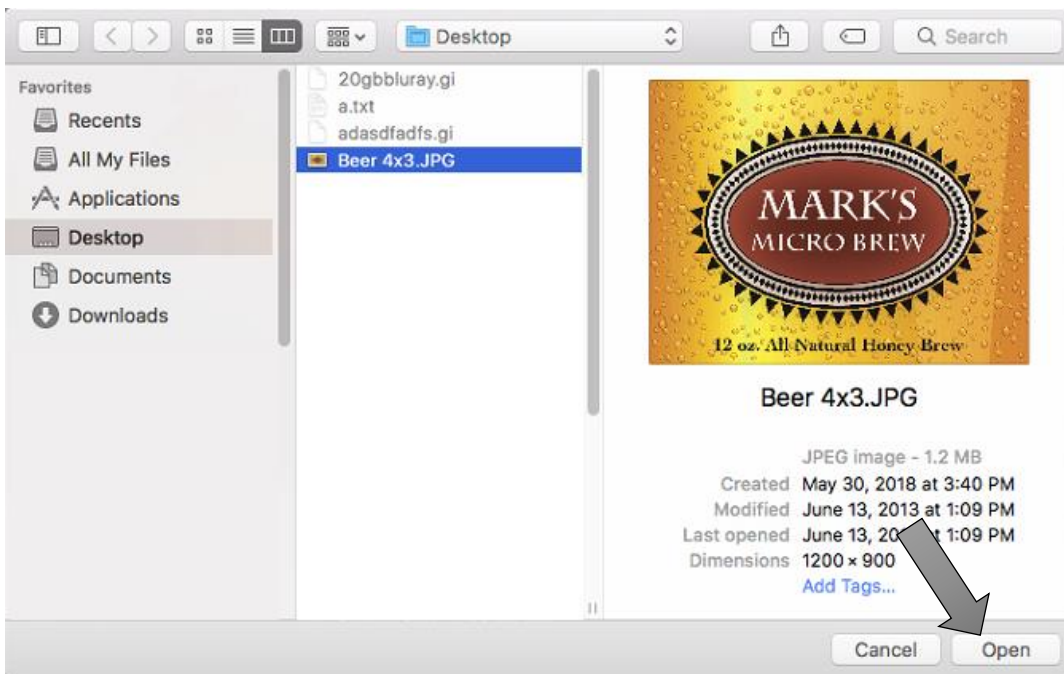 Desktop
Search
Favorites
Recents
All My Files
Applications
Desktop
Documents
Downloads
20gbbluray.gi
a.txt
adasdfadfs.gi
Beer 4x3.JPG
MARK'S
MICRO BREW
12 oz. All Natural Honey Brew
Beer 4x3.JPG
JPEG image - 1.2 MB
Created May 30, 2018 at 3:40 PM
Modified June 13, 2013 at 1:09 PM
Last opened June 13, 20 at 1:09 PM
Dimensions 1200 × 900
Add Tags...
Cancel
Open